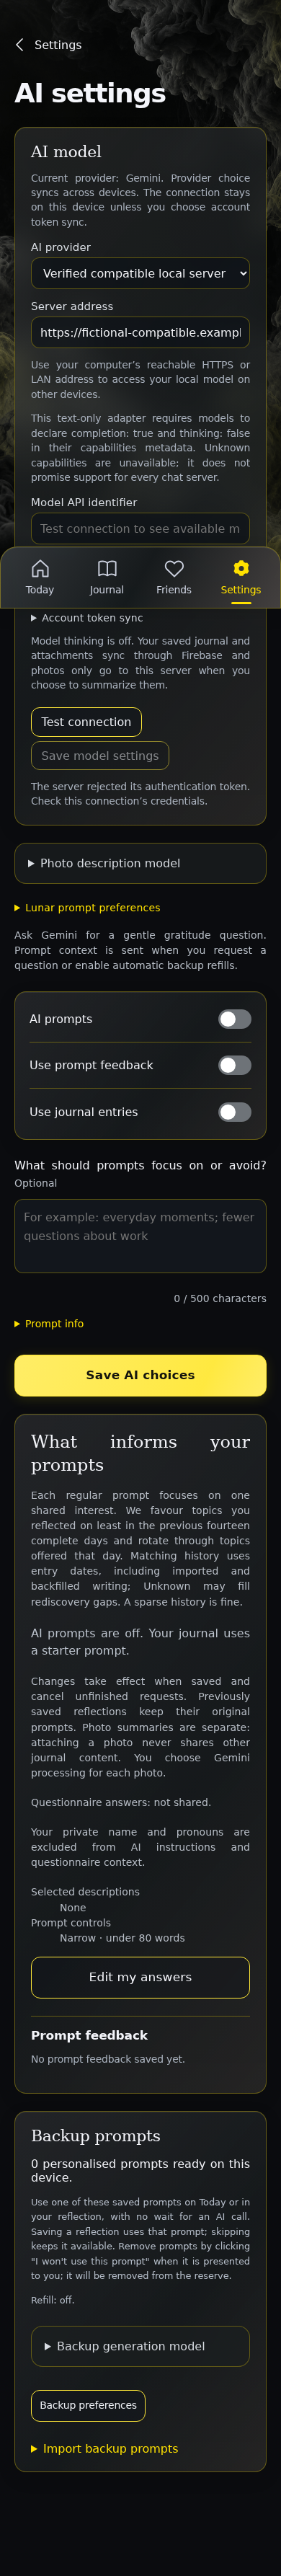 Settings
AI settings
AI model
Current provider: Gemini. Provider choice
syncs across devices. The connection stays
on this device unless you choose account
token sync.
AI provider
Verified compatible local server
Server address
https://fictional-compatible.exampl
Use your computer's reachable HTTPS or
LAN address to access your local model on
other devices.
This text-only adapter requires models to
declare completion: true and thinking: false
in their capabilities metadata. Unknown
capabilities are unavailable; it does not
promise support for every chat server.
Model API identifier
Test connection to see available m
Today
Journal
Friends
Settings
Account token sync
Model thinking is off. Your saved journal and
attachments sync through Firebase and
photos only go to this server when you
choose to summarize them.
Test connection
Save model settings
The server rejected its authentication token.
Check this connection's credentials.
Photo description model
Lunar prompt preferences
Ask Gemini for a gentle gratitude question.
Prompt context is sent when you request a
question or enable automatic backup refills.
AI prompts
Use prompt feedback
Use journal entries
What should prompts focus on or avoid?
Optional
For example: everyday moments; fewer
questions about work
0 / 500 characters
Prompt info
Save AI choices
What informs your
prompts
Each regular prompt focuses on one
shared interest. We favour topics you
reflected on least in the previous fourteen
complete days and rotate through topics
offered that day. Matching history uses
entry dates, including imported and
backfilled writing; Unknown may fill
rediscovery gaps. A sparse history is fine.
AI prompts are off. Your journal uses
a starter prompt.
Changes take effect when saved and
cancel unfinished requests. Previously
saved reflections keep their original
prompts. Photo summaries are separate:
attaching a photo never shares other
journal content. You choose Gemini
processing for each photo.
Questionnaire answers: not shared.
Your private name and pronouns are
excluded from AI instructions and
questionnaire context.
Selected descriptions
None
Prompt controls
Narrow · under 80 words
Edit my answers
Prompt feedback
No prompt feedback saved yet.
Backup prompts
0 personalised prompts ready on this
device.
Use one of these saved prompts on Today or in
your reflection, with no wait for an AI call.
Saving a reflection uses that prompt; skipping
keeps it available. Remove prompts by clicking
"I won't use this prompt" when it is presented
to you; it will be removed from the reserve.
Refill: off.
Backup generation model
Backup preferences
Import backup prompts